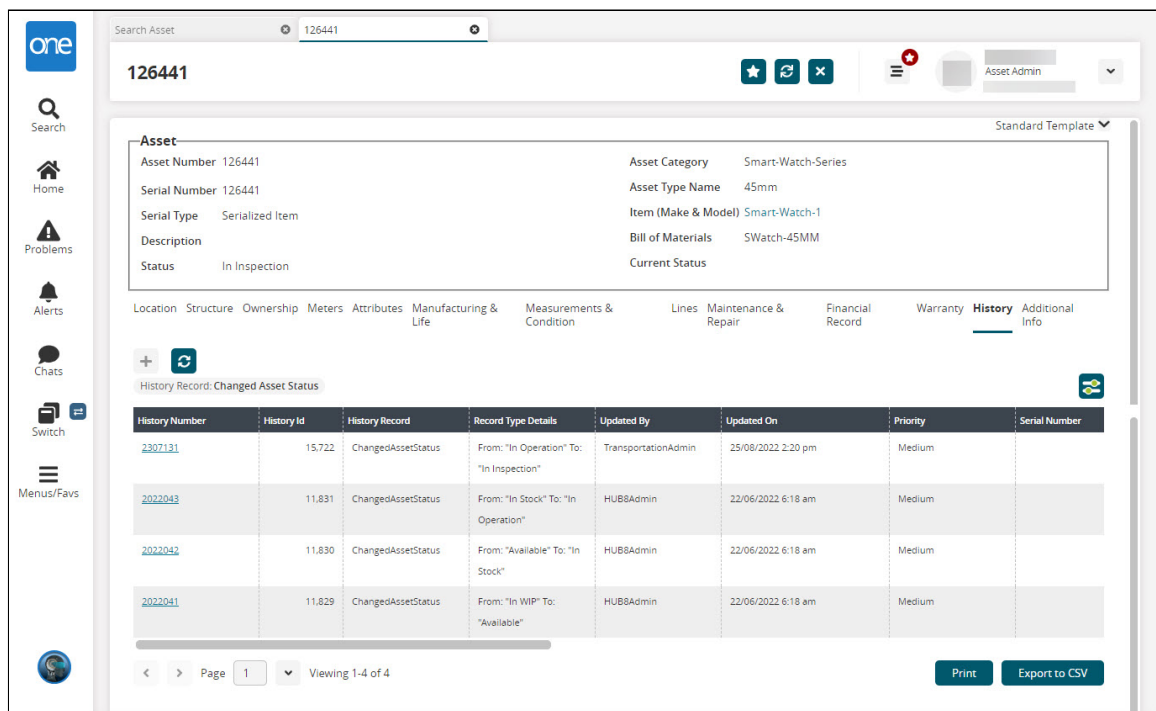 one
Search Asset
126441
126441
Asset Admin
Search
Home
Problems
Alerts
Chats
Switch
Menus/Favs
Standard Template
Asset
Asset Number 126441
Serial Number 126441
Serial Type Serialized Item
Description
Status In Inspection
Asset Category Smart-Watch-Series
Asset Type Name 45mm
Item (Make & Model) Smart-Watch-1
Bill of Materials SWatch-45MM
Current Status
Location Structure Ownership Meters Attributes Manufacturing & Life Measurements & Condition Lines Maintenance & Repair Financial Record Warranty History Additional Info
History Record: Changed Asset Status
History Number History Id History Record Record Type Details Updated By Updated On Priority Serial Number
2307131 15,722 ChangedAssetStatus From: "In Operation" To: "In Inspection" TransportationAdmin 25/08/2022 2:20 pm Medium
2022043 11,831 ChangedAssetStatus From: "In Stock" To: "In Operation" HUB8Admin 22/06/2022 6:18 am Medium
2022042 11,830 ChangedAssetStatus From: "Available" To: "In Stock" HUB8Admin 22/06/2022 6:18 am Medium
2022041 11,829 ChangedAssetStatus From: "In WIP" To: "Available" HUB8Admin 22/06/2022 6:18 am Medium
Page 1 Viewing 1-4 of 4
Print
Export to CSV